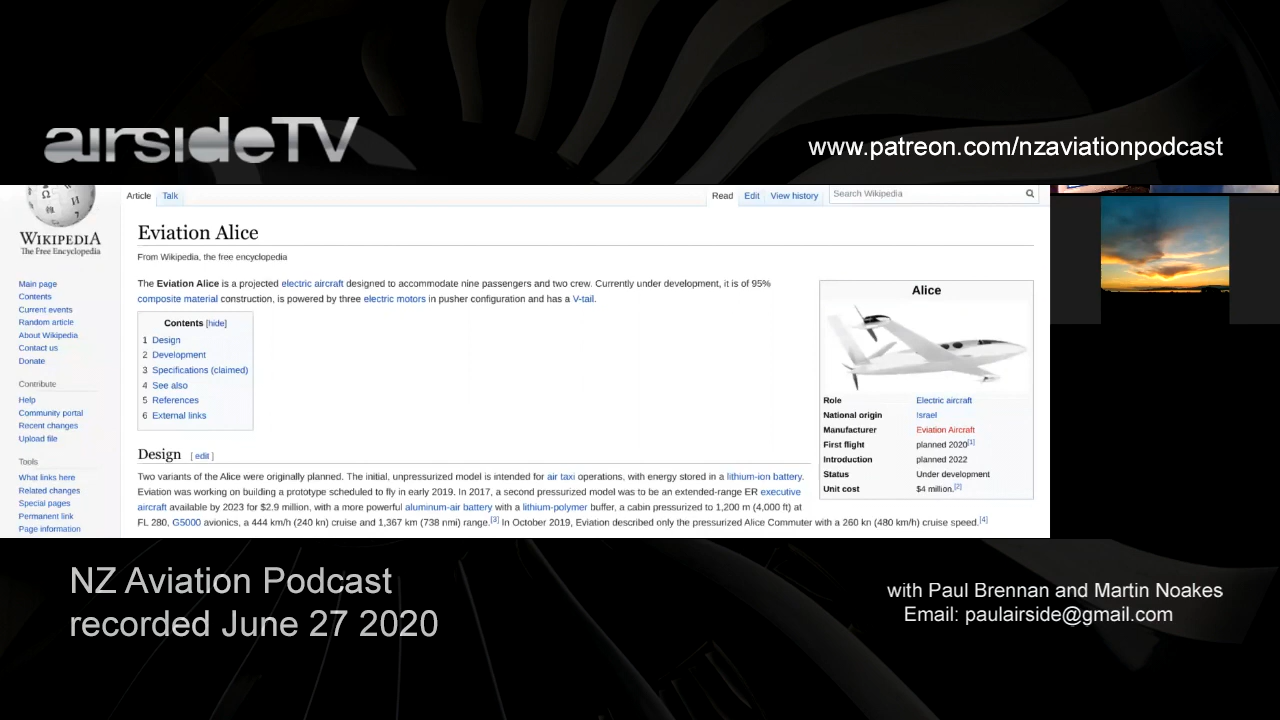 airsideTV
www.patreon.com/nzaviationpodcast
WIKIPEDIA
The Free Encyclopedia
Main page
Contents
Current events
Random article
About Wikipedia
Contact us
Donate
Contribute
Help
Community portal
Recent changes
Upload file
Tools
What links here
Related changes
Special pages
Permanent link
Page information
Article Talk
Read Edit View history
Search Wikipedia
Eviation Alice
From Wikipedia, the free encyclopedia
The Eviation Alice is a projected electric aircraft designed to accommodate nine passengers and two crew. Currently under development, it is of 95%
composite material construction, is powered by three electric motors in pusher configuration and has a V-tail.
Contents [hide]
1 Design
2 Development
3 Specifications (claimed)
4 See also
5 References
6 External links
Alice
Role Electric aircraft
National origin Israel
Manufacturer Eviation Aircraft
First flight planned 2020[1]
Introduction planned 2022
Status Under development
Unit cost $4 million.[2]
Design [ edit ]
Two variants of the Alice were originally planned. The initial, unpressurized model is intended for air taxi operations, with energy stored in a lithium-ion battery.
Eviation was working on building a prototype scheduled to fly in early 2019. In 2017, a second pressurized model was to be an extended-range ER executive
aircraft available by 2023 for $2.9 million, with a more powerful aluminum-air battery with a lithium-polymer buffer, a cabin pressurized to 1,200 m (4,000 ft) at
FL 280, G5000 avionics, a 444 km/h (240 kn) cruise and 1,367 km (738 nmi) range.[3] In October 2019, Eviation described only the pressurized Alice Commuter with a 260 kn (480 km/h) cruise speed.[4]
NZ Aviation Podcast
recorded June 27 2020
with Paul Brennan and Martin Noakes
Email: paulairside@gmail.com